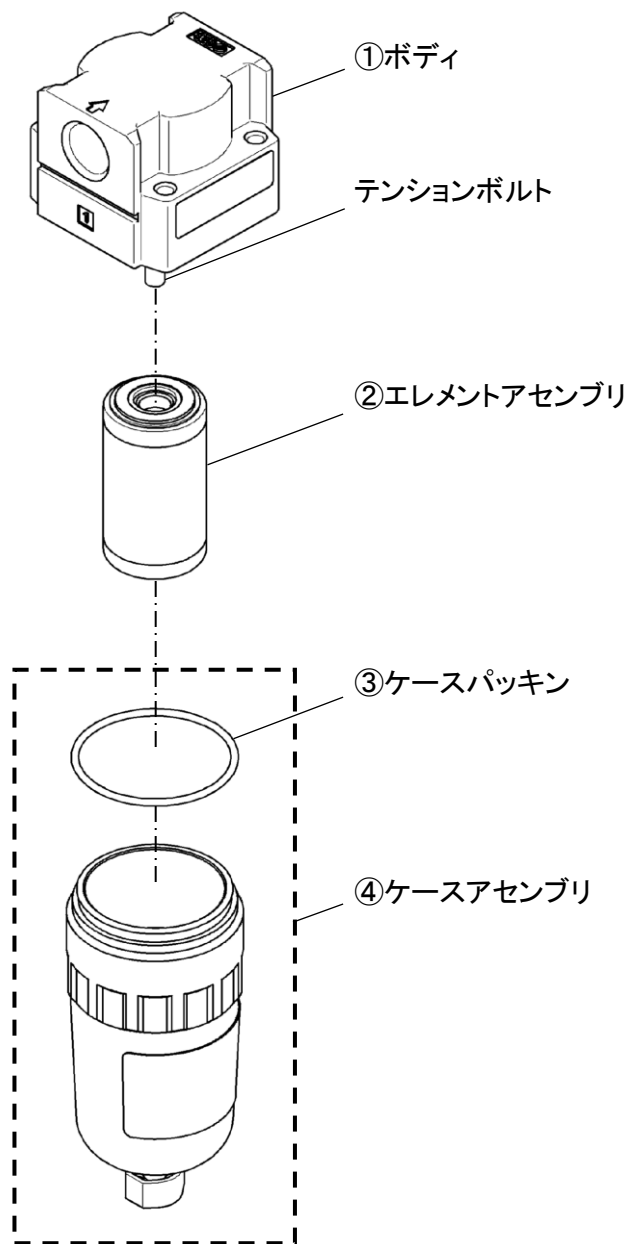 ①ボディ
テンションボルト
1
②エレメントアセンブリ
③ケースパッキン
④ケースアセンブリ